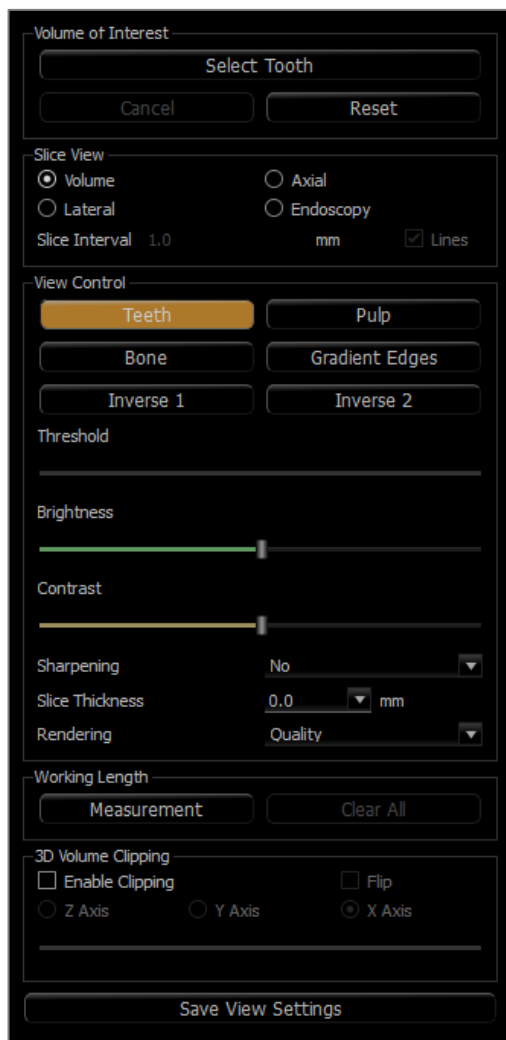 Volume of Interest
Select Tooth
Cancel Reset
Slice View
Volume Axial
Lateral Endoscopy
Slice Interval 1.0 mm Lines
View Control
Teeth Pulp
Bone Gradient Edges
Inverse 1 Inverse 2
Threshold
Brightness
Contrast
Sharpening No
Slice Thickness 0.0 mm
Rendering Quality
Working Length
Measurement Clear All
3D Volume Clipping
Enable Clipping Flip
Z Axis Y Axis X Axis
Save View Settings